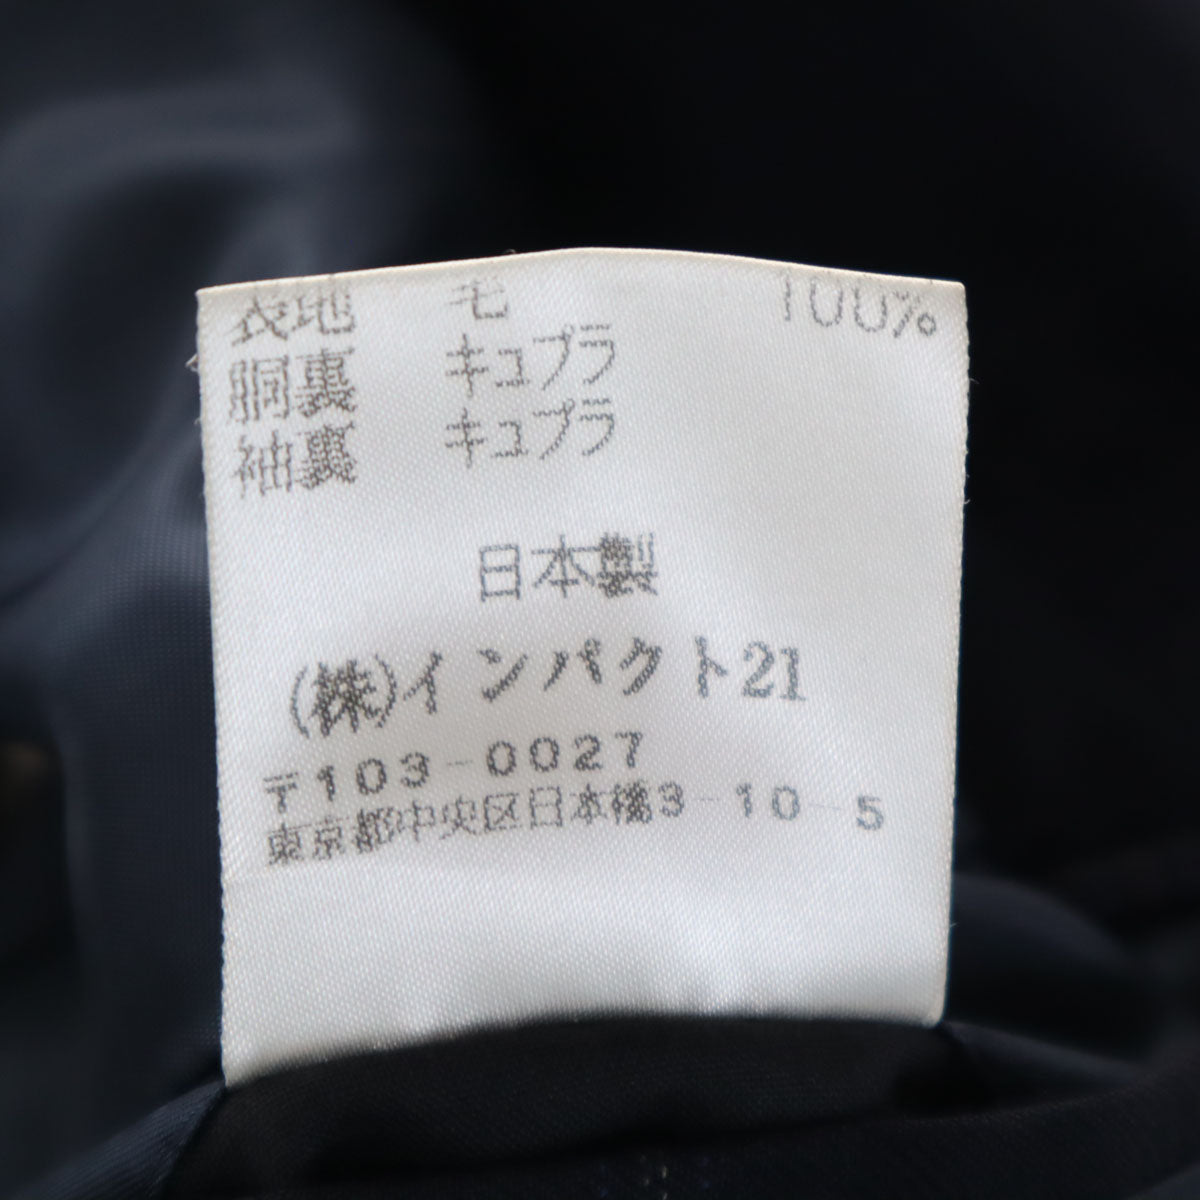 表地 毛 100%
胴裏 キュプラ
袖裏 キュプラ
日本製
(株)インパクト21
〒103-0027
東京都中央区日本橋3-10-5